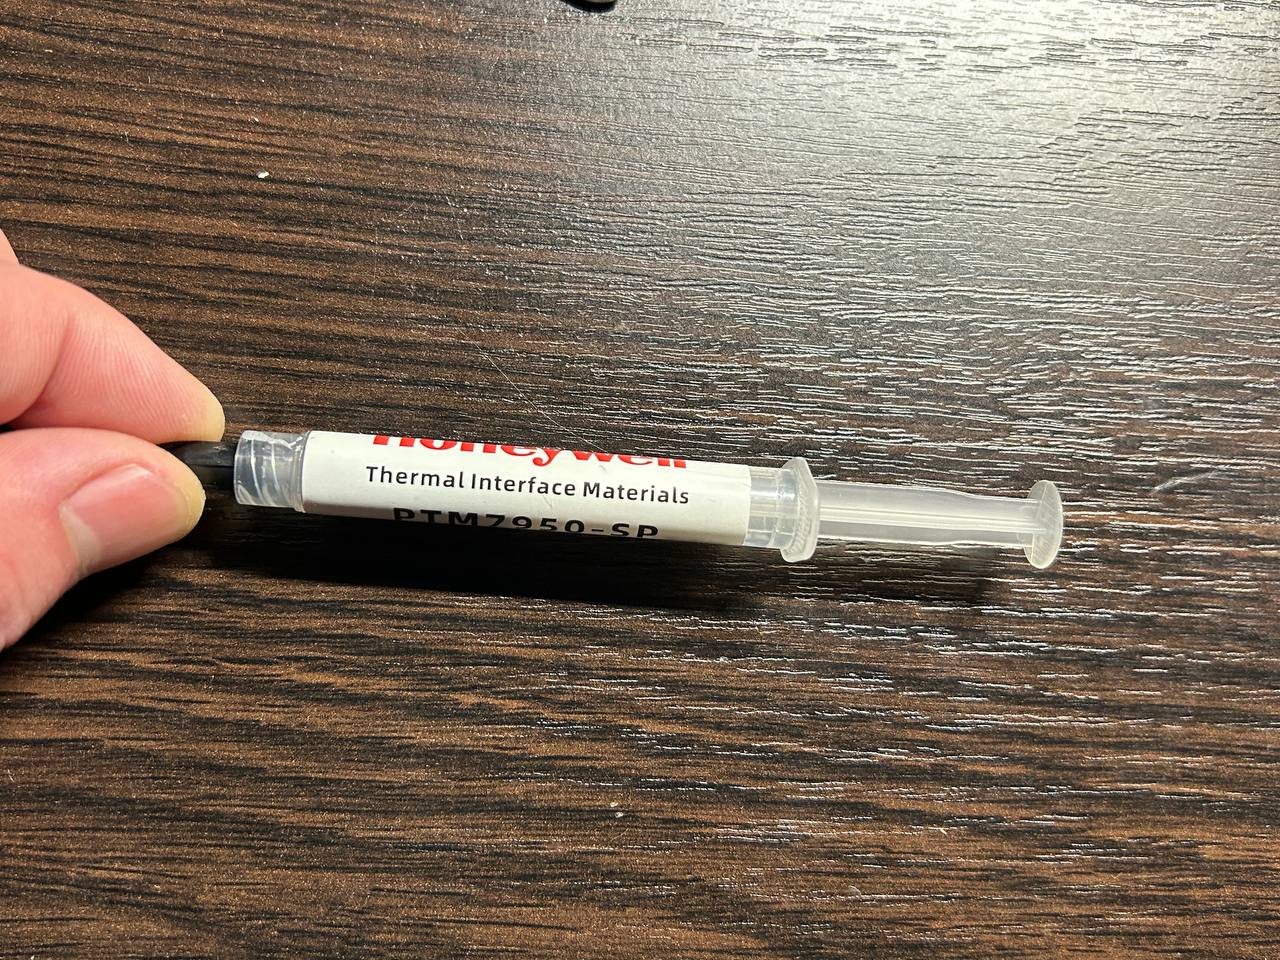 honeywell
Thermal Interface Materials
PTM7950-SP